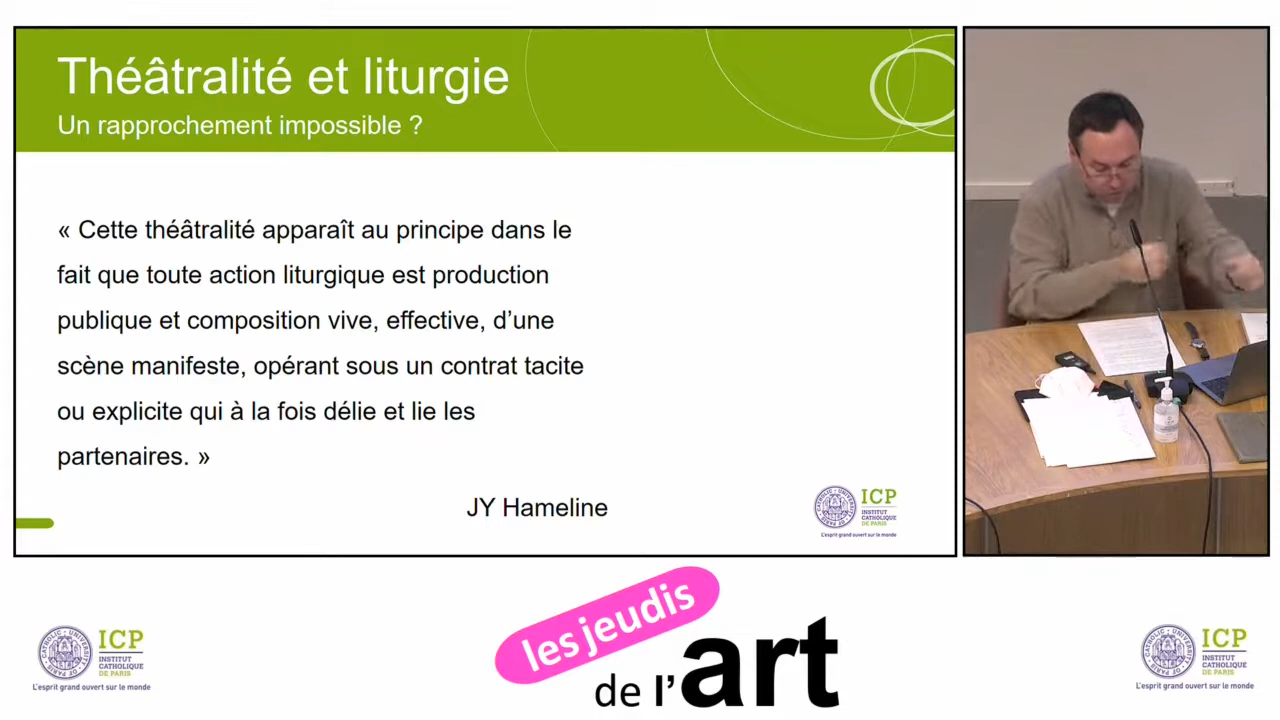 Théâtralité et liturgie
Un rapprochement impossible ?
« Cette théâtralité apparaît au principe dans le
fait que toute action liturgique est production
publique et composition vive, effective, d’une
scène manifeste, opérant sous un contrat tacite
ou explicite qui à la fois délie et lie les
partenaires. »
JY Hameline
ICP
INSTITUT
CATHOLIQUE
DE PARIS
L'esprit grand ouvert sur le monde
les jeudis
de l’art
ICP
INSTITUT
CATHOLIQUE
DE PARIS
L'esprit grand ouvert sur le monde
ICP
INSTITUT
CATHOLIQUE
DE PARIS
L'esprit grand ouvert sur le monde